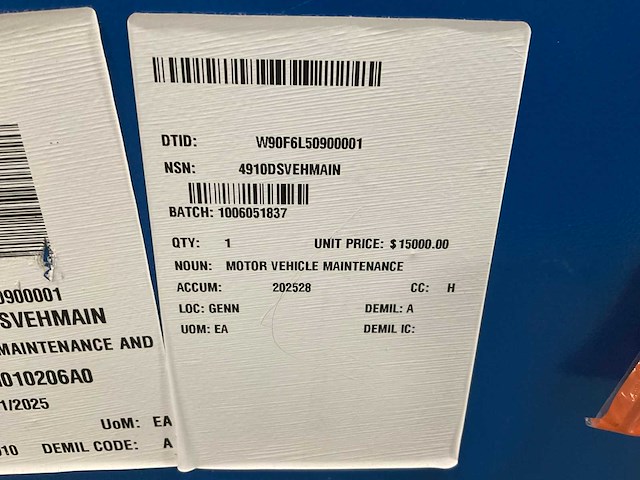 DTID: W90F6L50900001
NSN: 4910DSVEHMAIN
BATCH: 1006051837
QTY: 1 UNIT PRICE: $15000.00
NOUN: MOTOR VEHICLE MAINTENANCE
ACCUM: 202528 CC: H
LOC: GENN DEMIL: A
UOM: EA DEMIL IC:
0900001
SVEHMAIN
MAINTENANCE AND
010206A0
1/2025
UoM: EA
010 DEMIL CODE: A